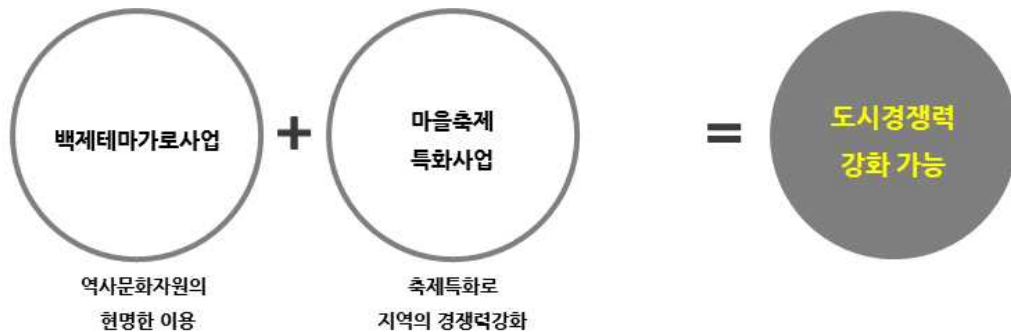 백제테마가로사업
+
마을축제
특화사업
=
도시경쟁력
강화 가능
역사문화자원의
현명한 이용
축제특화로
지역의 경쟁력강화